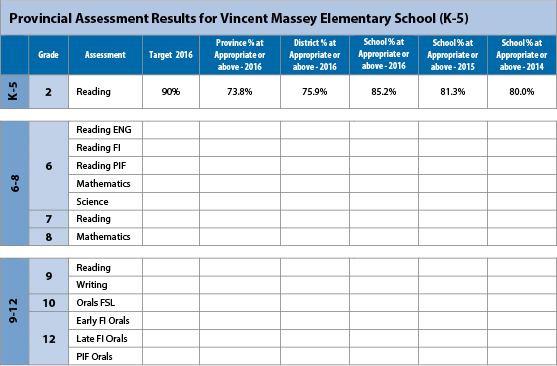 Provincial Assessment Results for Vincent Massey Elementary School (K-5)
Grade Assessment Target 2016 Province % at Appropriate or above - 2016 District % at Appropriate or above - 2016 School % at Appropriate or above - 2016 School % at Appropriate or above - 2015 School % at Appropriate or above - 2014
K-5 2 Reading 90% 73.8% 75.9% 85.2% 81.3% 80.0%
6-8
6
Reading ENG
Reading FI
Reading PIF
Mathematics
Science
7 Reading
8 Mathematics
9-12
9
Reading
Writing
10 Orals FSL
12
Early FI Orals
Late FI Orals
PIF Orals